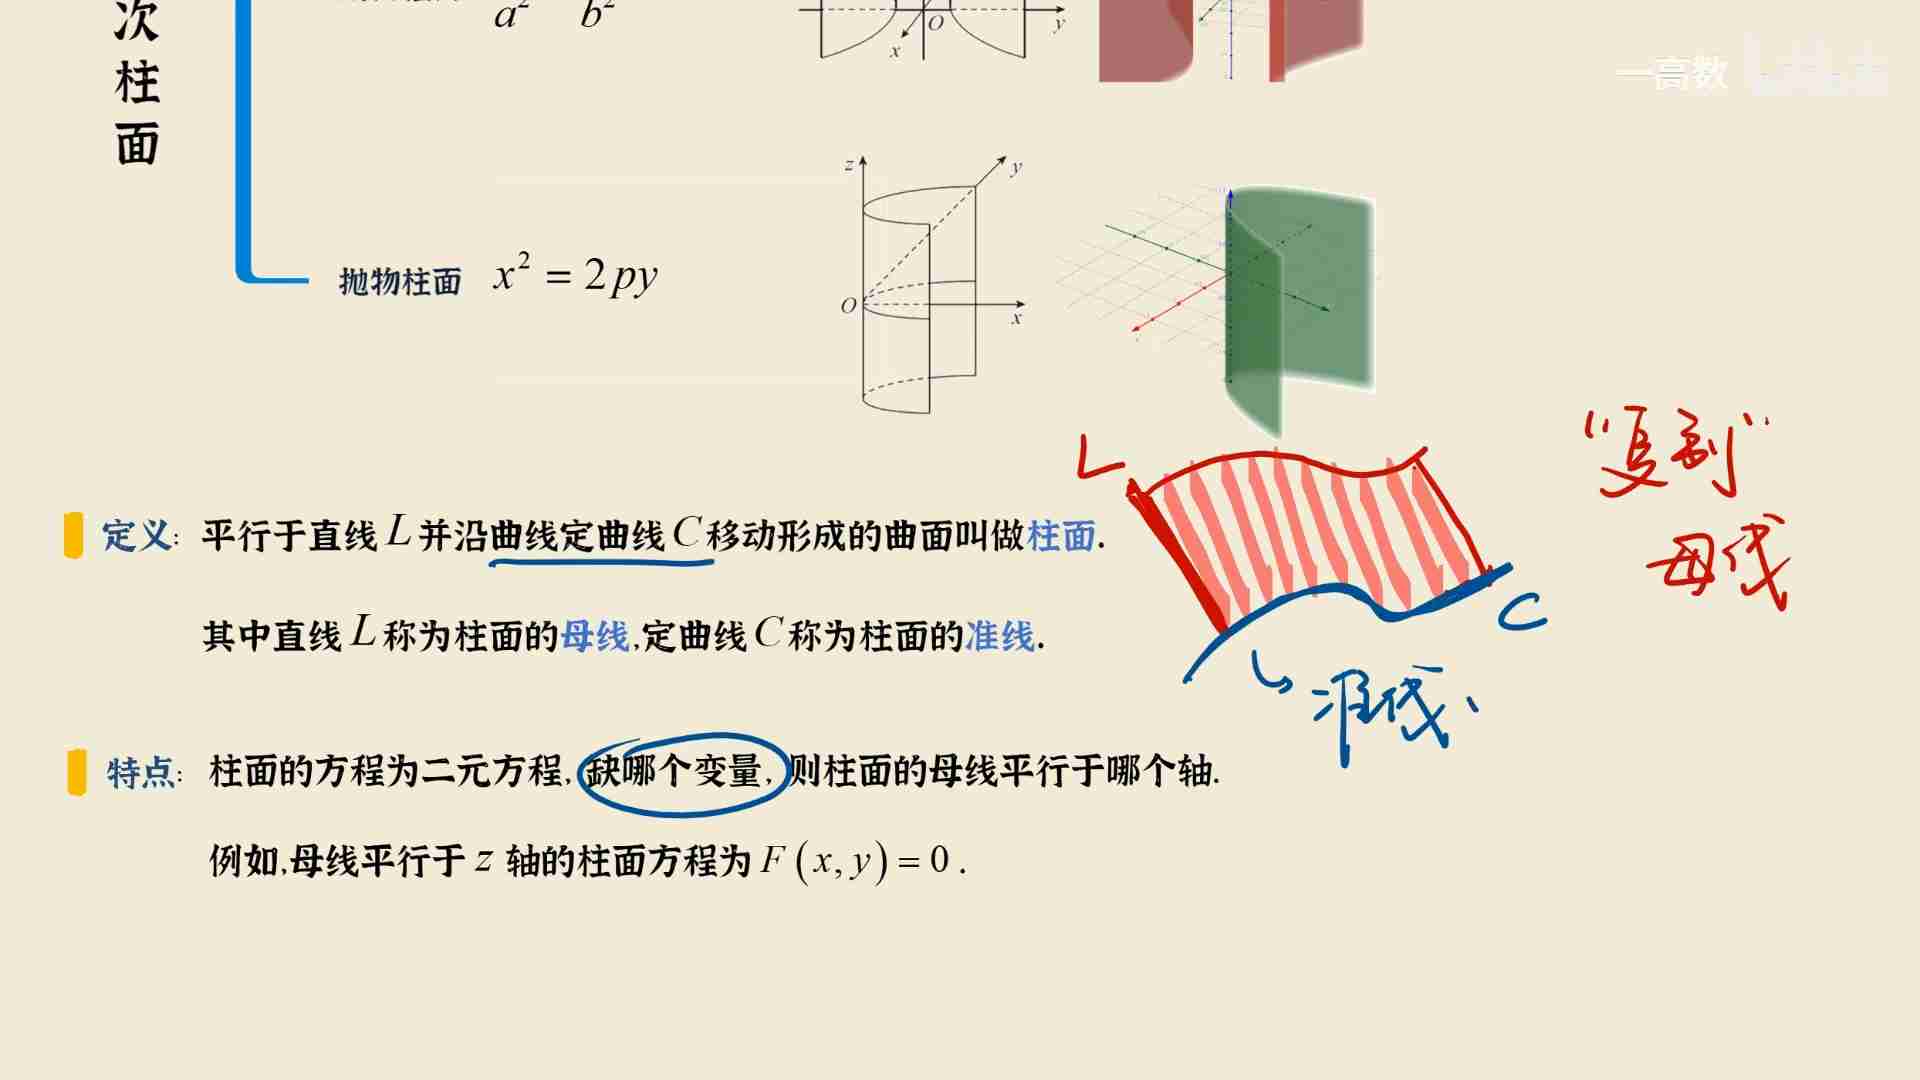 次柱面
a² b²
x O y
一高数
z y
抛物柱面 x² = 2py
O x
"复刻"
母线
L
C
准线.
定义: 平行于直线 L 并沿曲线定曲线 C 移动形成的曲面叫做柱面.
其中直线 L 称为柱面的母线,定曲线 C 称为柱面的准线.
特点: 柱面的方程为二元方程, 缺哪个变量, 则柱面的母线平行于哪个轴.
例如,母线平行于 z 轴的柱面方程为 F(x, y) = 0 .